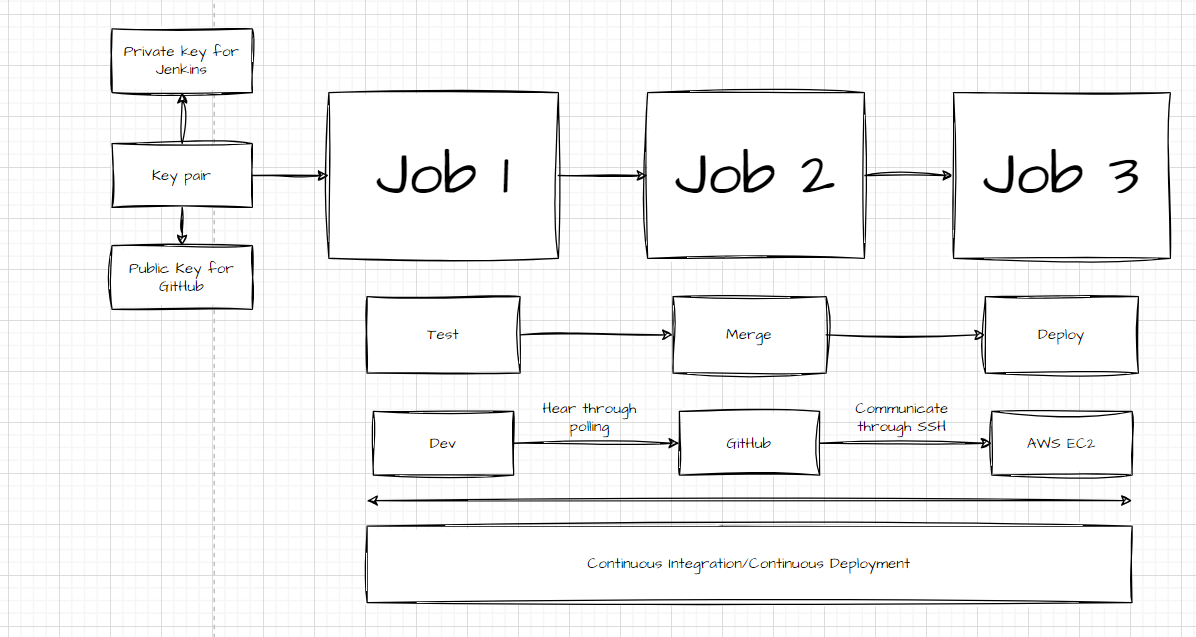 Private key for
Jenkins
Key pair
Public Key for
GitHub
Job 1
Job 2
Job 3
Test
Merge
Deploy
Dev
Hear through
polling
GitHub
Communicate
through SSH
AWS EC2
Continuous Integration/Continuous Deployment